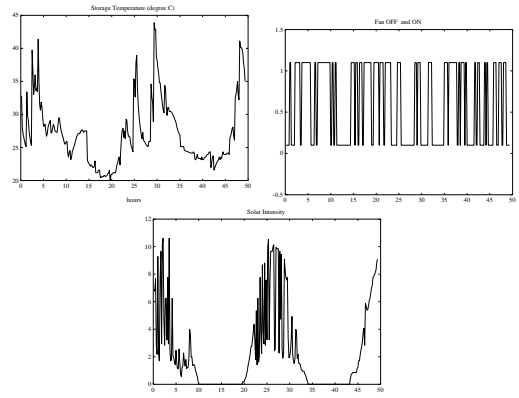 Storage Temperature (degree C)
45
40
35
30
25
20
0 5 10 15 20 25 30 35 40 45 50
hours
Fan OFF and ON
1.5
1
0.5
0
-0.5
0 5 10 15 20 25 30 35 40 45 50
Solar Intensity
12
10
8
6
4
2
0
0 5 10 15 20 25 30 35 40 45 50